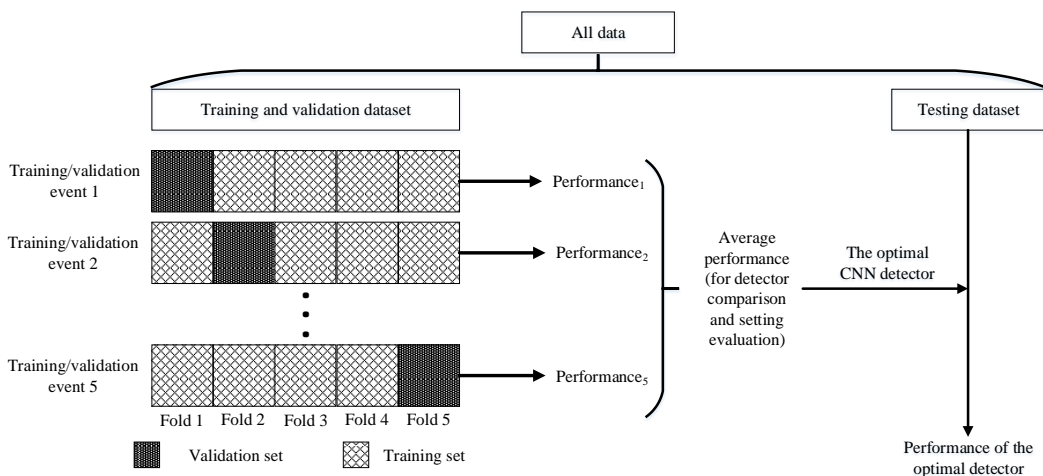 All data
Training and validation dataset
Testing dataset
Training/validation
event 1
Performance₁
Training/validation
event 2
Performance₂
Average
performance
(for detector
comparison
and setting
evaluation)
The optimal
CNN detector
Training/validation
event 5
Performance₅
Fold 1 Fold 2 Fold 3 Fold 4 Fold 5
Validation set
Training set
Performance of the
optimal detector